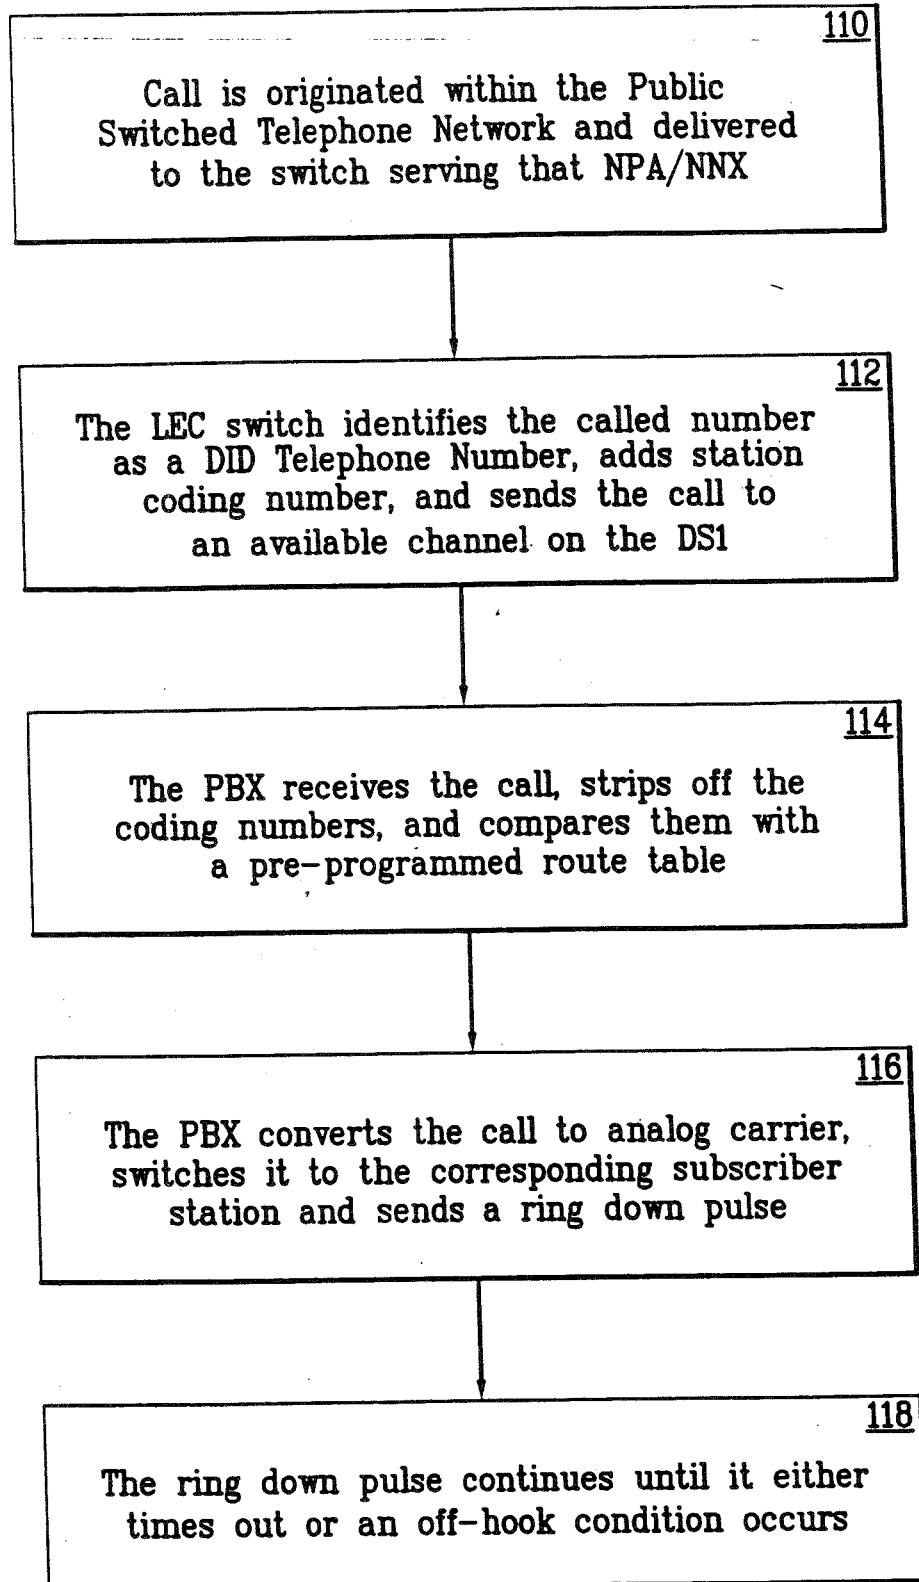 110
Call is originated within the Public
Switched Telephone Network and delivered
to the switch serving that NPA/NNX
112
The LEC switch identifies the called number
as a DID Telephone Number, adds station
coding number, and sends the call to
an available channel on the DS1
114
The PBX receives the call, strips off the
coding numbers, and compares them with
a pre-programmed route table
116
The PBX converts the call to analog carrier,
switches it to the corresponding subscriber
station and sends a ring down pulse
118
The ring down pulse continues until it either
times out or an off-hook condition occurs